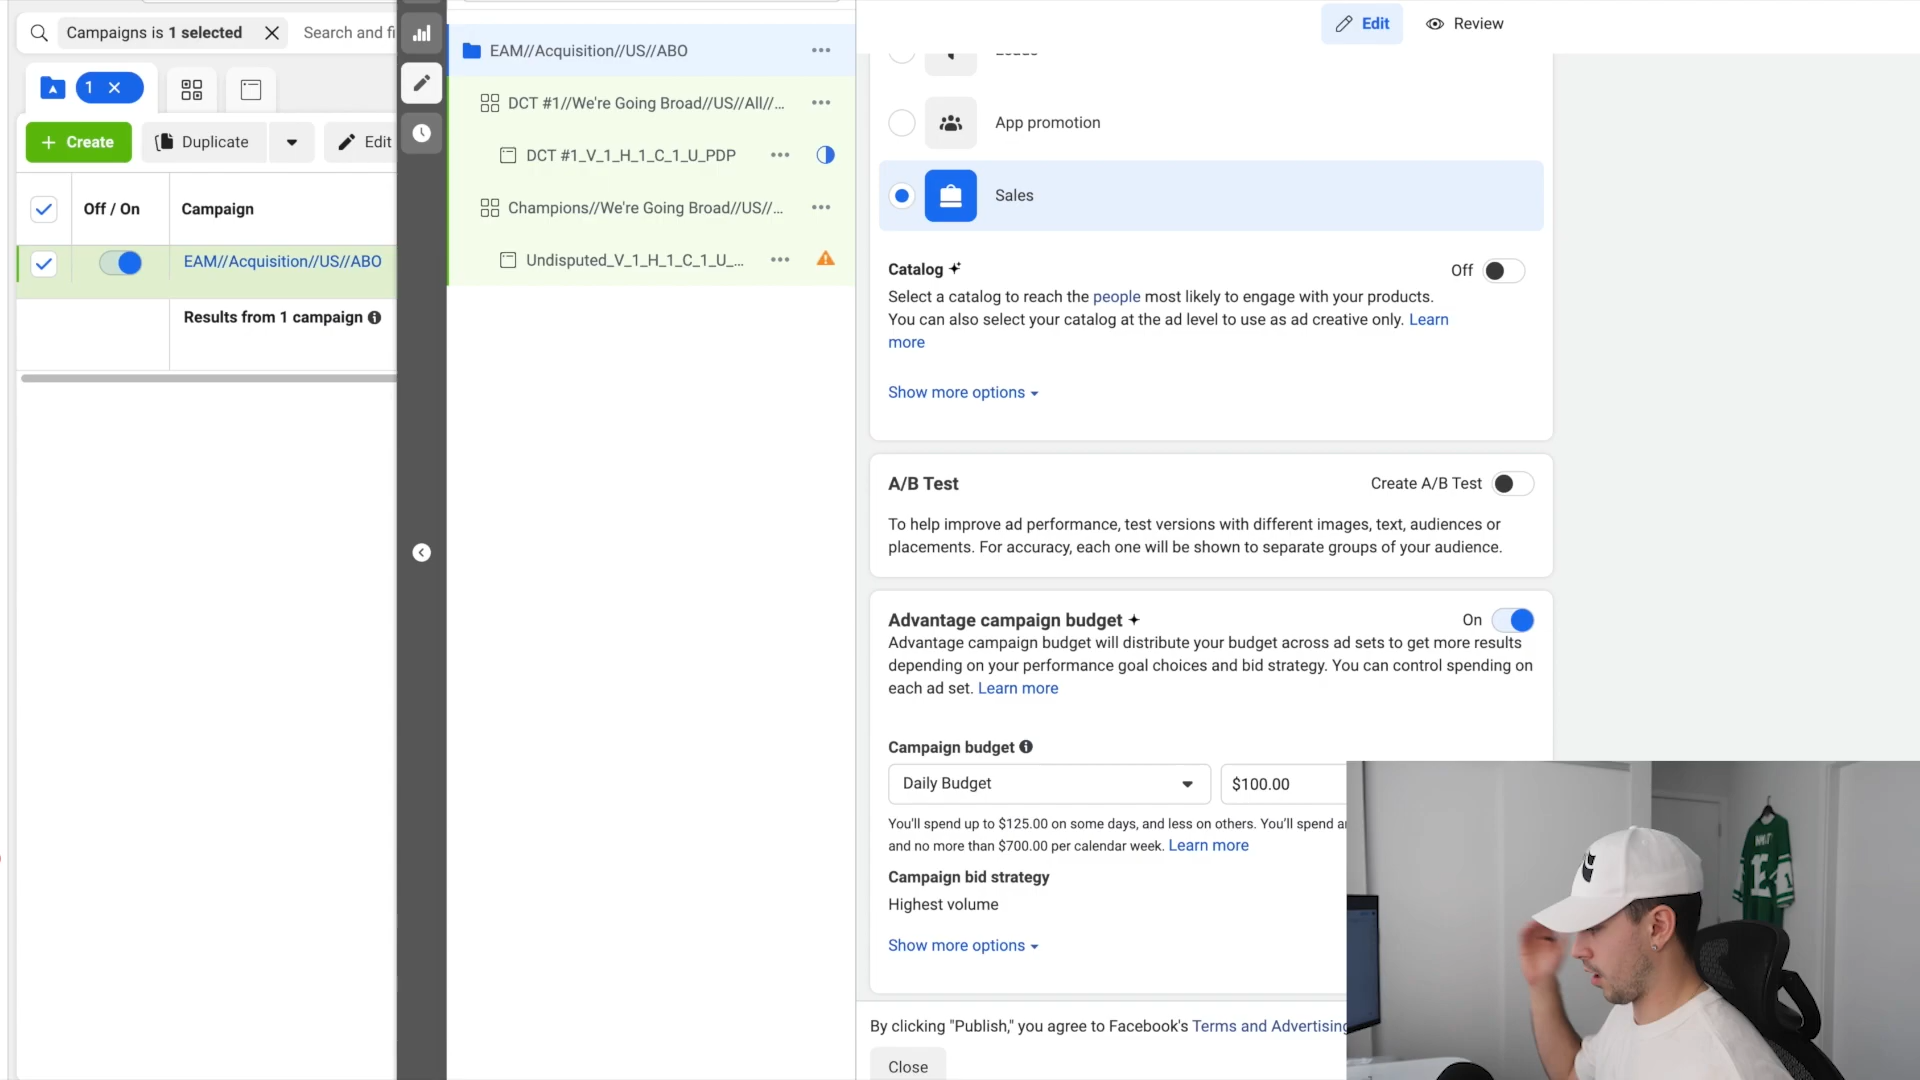 Campaigns is 1 selected
Search and fi
1
Create
Duplicate
Edit
Off / On
Campaign
EAM//Acquisition//US//ABO
Results from 1 campaign
EAM//Acquisition//US//ABO
DCT #1//We're Going Broad//US//All//...
DCT #1_V_1_H_1_C_1_U_PDP
Champions//We're Going Broad//US//...
Undisputed_V_1_H_1_C_1_U_...
Edit
Review
App promotion
Sales
Catalog
Off
Select a catalog to reach the people most likely to engage with your products.
You can also select your catalog at the ad level to use as ad creative only. Learn
more
Show more options
A/B Test
Create A/B Test
To help improve ad performance, test versions with different images, text, audiences or
placements. For accuracy, each one will be shown to separate groups of your audience.
Advantage campaign budget
On
Advantage campaign budget will distribute your budget across ad sets to get more results
depending on your performance goal choices and bid strategy. You can control spending on
each ad set. Learn more
Campaign budget
Daily Budget
$100.00
You'll spend up to $125.00 on some days, and less on others. You'll spend a
and no more than $700.00 per calendar week. Learn more
Campaign bid strategy
Highest volume
Show more options
By clicking "Publish," you agree to Facebook's Terms and Advertising
Close